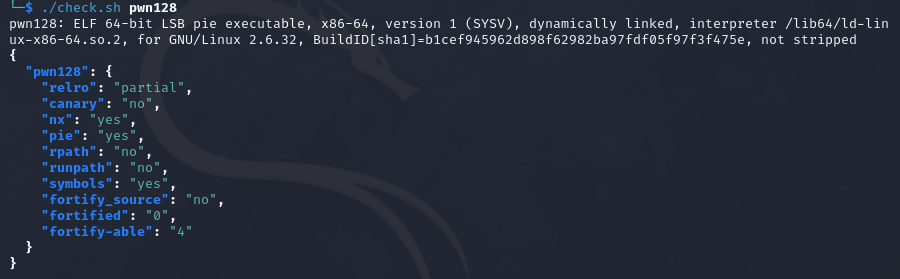 └─$ ./check.sh pwn128
pwn128: ELF 64-bit LSB pie executable, x86-64, version 1 (SYSV), dynamically linked, interpreter /lib64/ld-lin
ux-x86-64.so.2, for GNU/Linux 2.6.32, BuildID[sha1]=b1cef945962d898f62982ba97fdf05f97f3f475e, not stripped
{
  "pwn128": {
    "relro": "partial",
    "canary": "no",
    "nx": "yes",
    "pie": "yes",
    "rpath": "no",
    "runpath": "no",
    "symbols": "yes",
    "fortify_source": "no",
    "fortified": "0",
    "fortify-able": "4"
  }
}